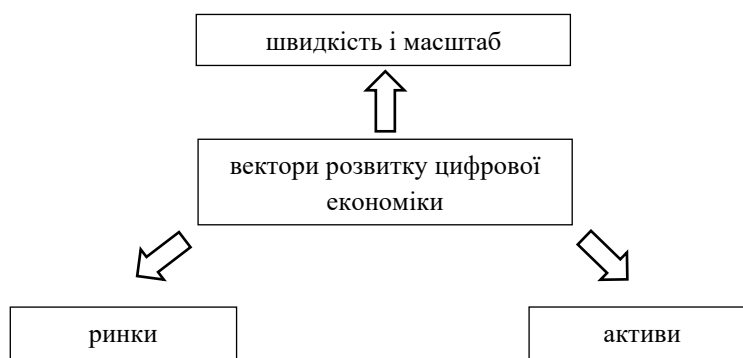 швидкість і масштаб
вектори розвитку цифрової
економіки
ринки
активи